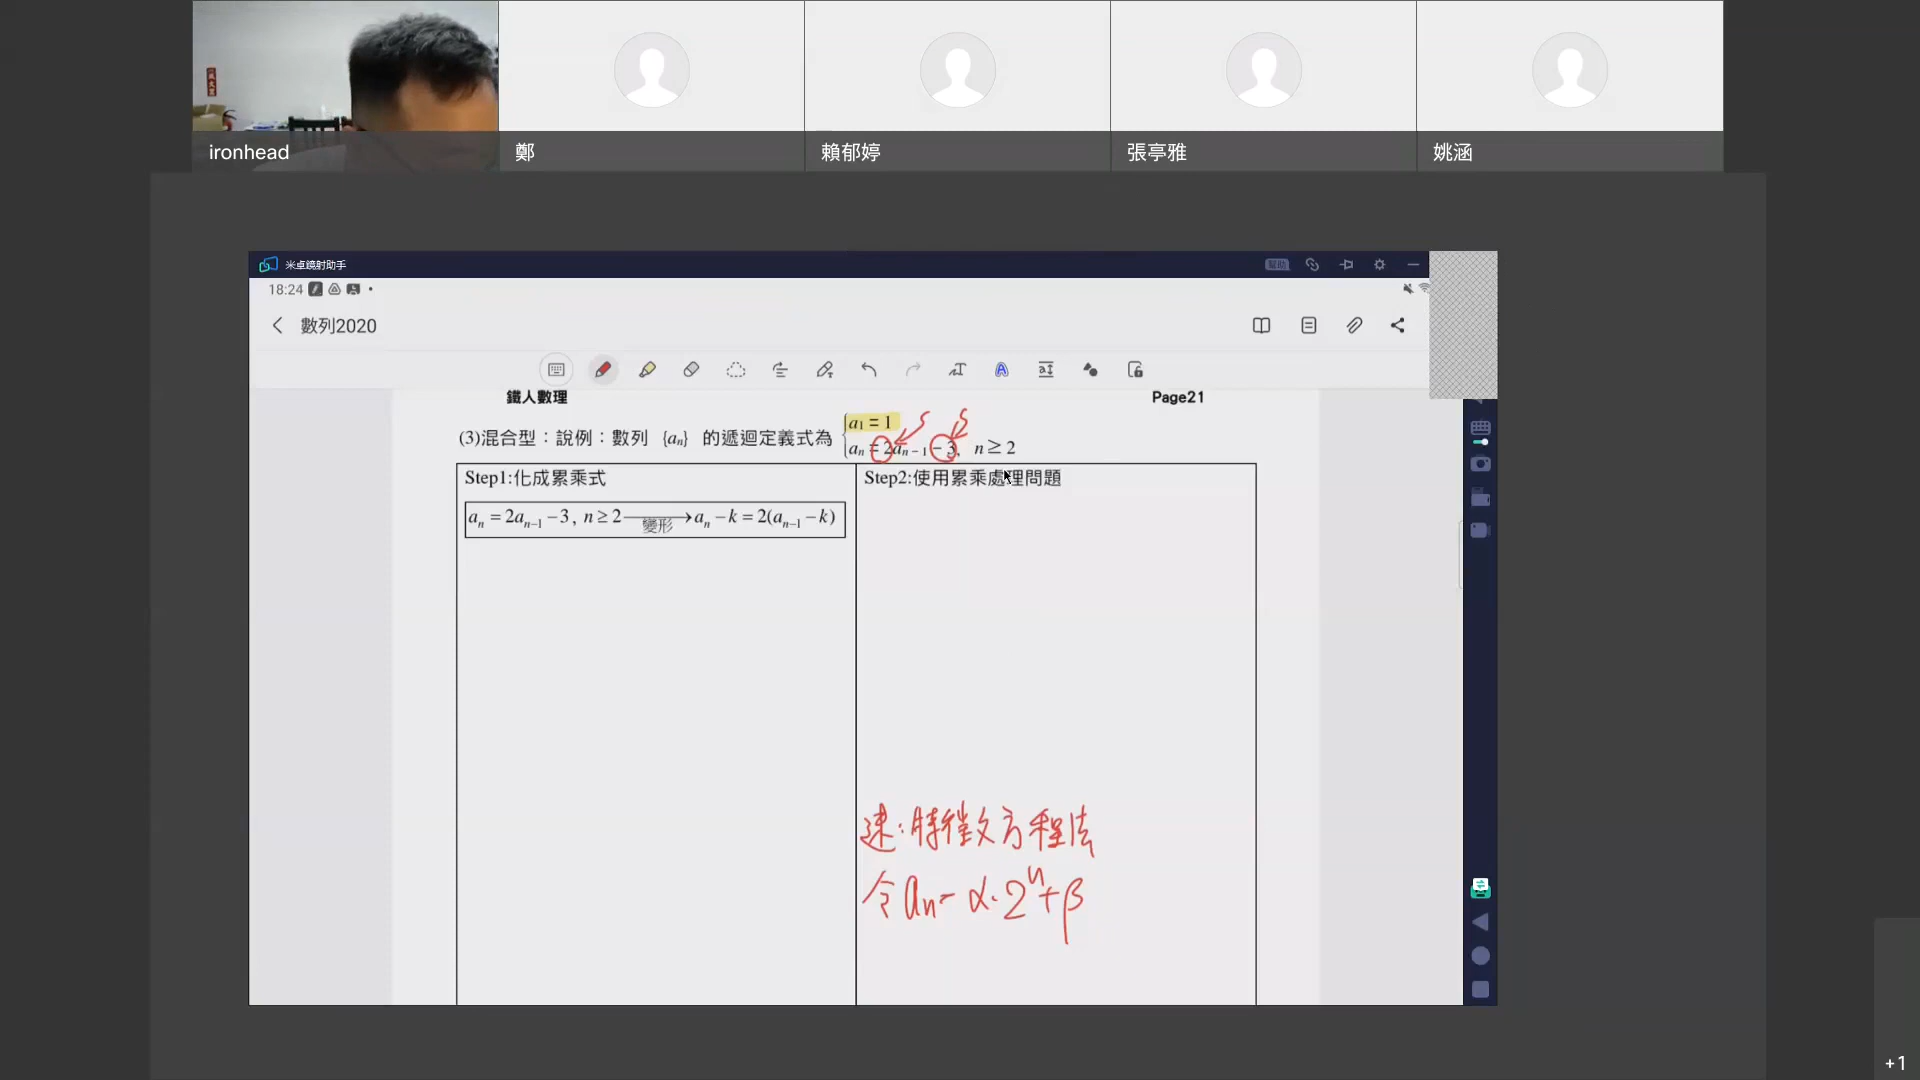 ironhead
鄭
賴郁婷
張亭雅
姚涵
米卓鏡射助手
幫助
18:24
數列2020
鐵人數理
Page21
(3)混合型：說例：數列 {aₙ} 的遞迴定義式為 {a₁ = 1
aₙ = 2aₙ₋₁ − 3, n ≥ 2
Step1:化成累乘式
Step2:使用累乘處理問題
aₙ = 2aₙ₋₁ − 3, n ≥ 2 變形→ aₙ − k = 2(aₙ₋₁ − k)
速:特徵方程法
令 aₙ = α·2ⁿ + β
+1